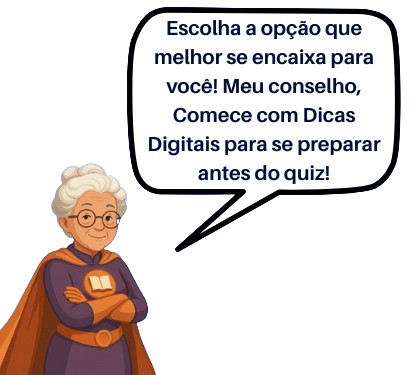 Escolha a opção que
melhor se encaixa para
você! Meu conselho,
Comece com Dicas
Digitais para se preparar
antes do quiz!